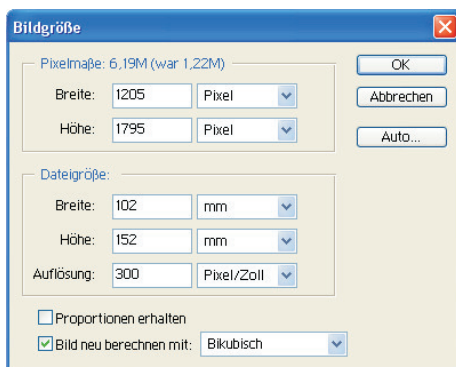 Bildgröße
Pixelmaße: 6,19M (war 1,22M)
OK
Breite: 1205 Pixel
Abbrechen
Höhe: 1795 Pixel
Auto...
Dateigröße:
Breite: 102 mm
Höhe: 152 mm
Auflösung: 300 Pixel/Zoll
Proportionen erhalten
Bild neu berechnen mit: Bikubisch